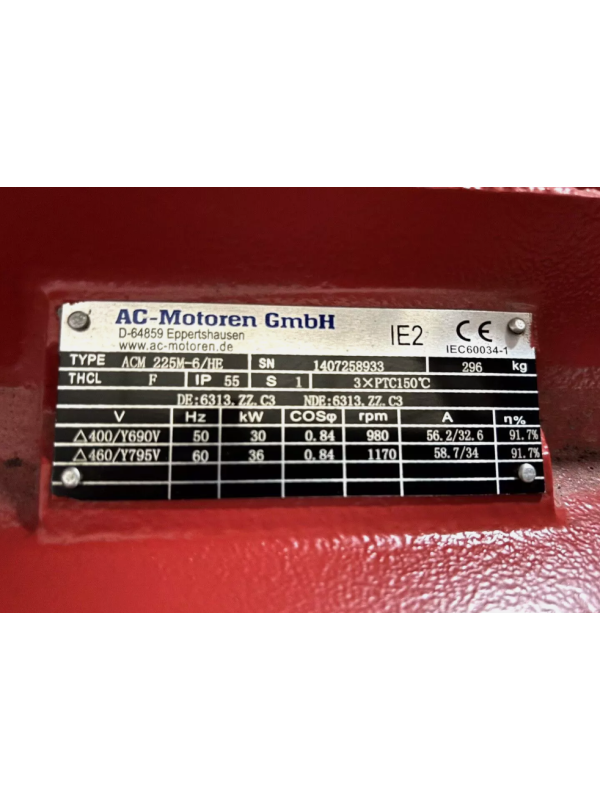 AC-Motoren GmbH
D-64859 Eppertshausen
www.ac-motoren.de
IE2 CE
IEC60034-1
TYPE ACM 225M-6/HE SN 1407258933 296 kg
THCL F IP 55 S 1 3×PTC150℃
DE:6313.ZZ.C3 NDE:6313.ZZ.C3
V Hz kW COSφ rpm A η%
△400/Y690V 50 30 0.84 980 56.2/32.6 91.7%
△460/Y795V 60 36 0.84 1170 58.7/34 91.7%